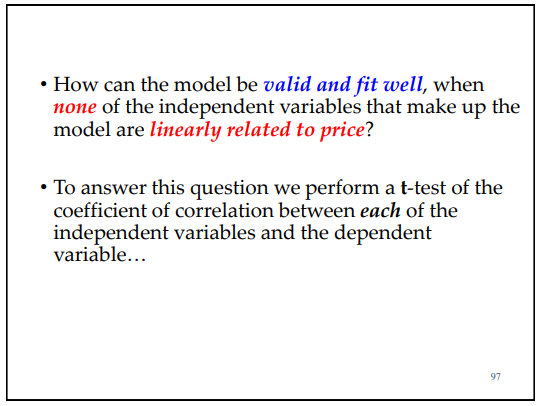 • How can the model be valid and fit well, when
none of the independent variables that make up the
model are linearly related to price?
• To answer this question we perform a t-test of the
coefficient of correlation between each of the
independent variables and the dependent
variable…
97